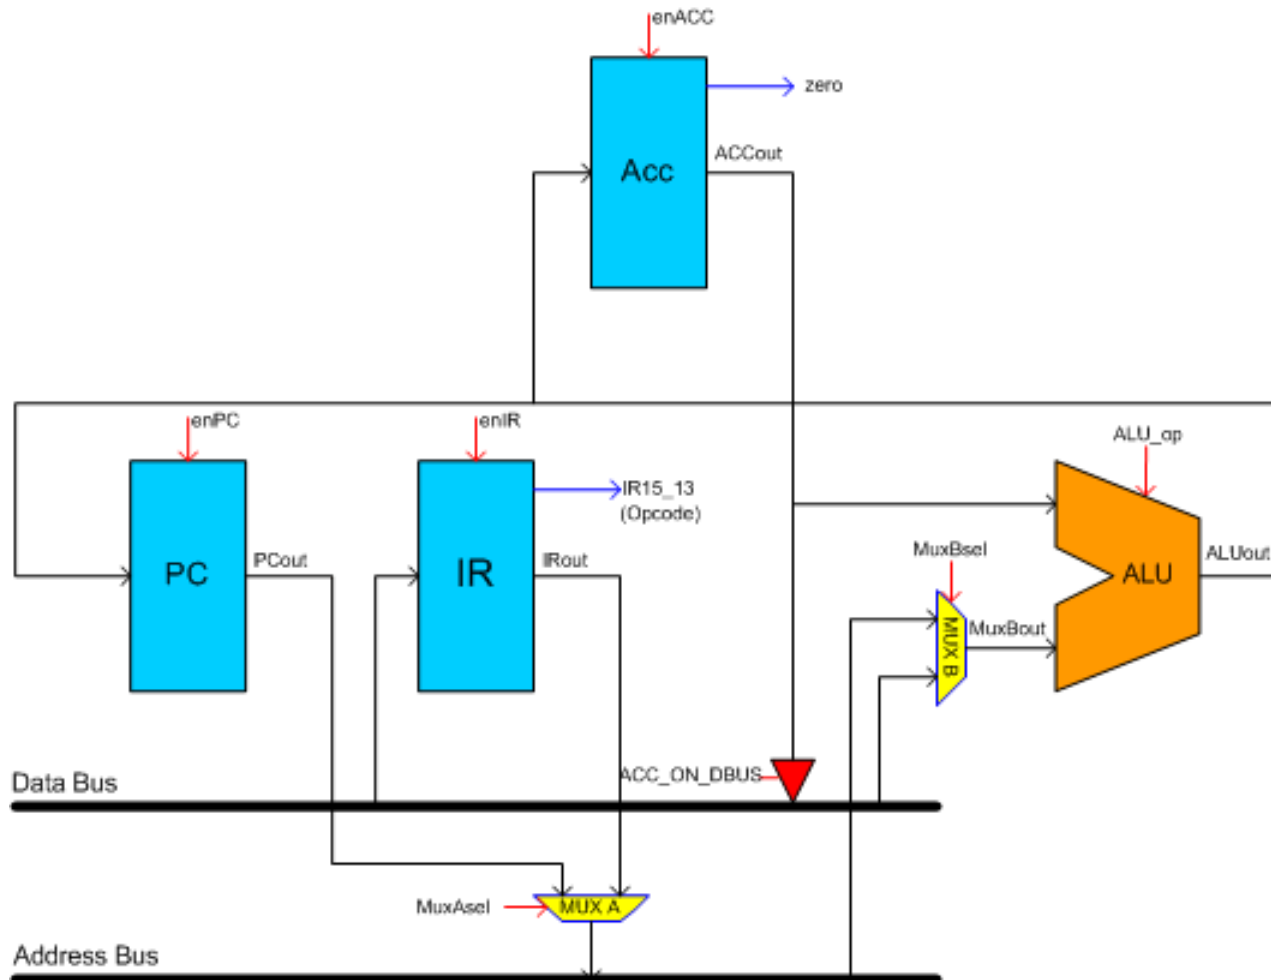 enACC
zero
ACCout
Acc
enPC
enIR
ALU_op
IR15_13
(Opcode)
PCout
IRout
MuxBsel
ALUout
PC
IR
ALU
MUX B
MuxBout
ACC_ON_DBUS
Data Bus
MuxAsel
MUX A
Address Bus